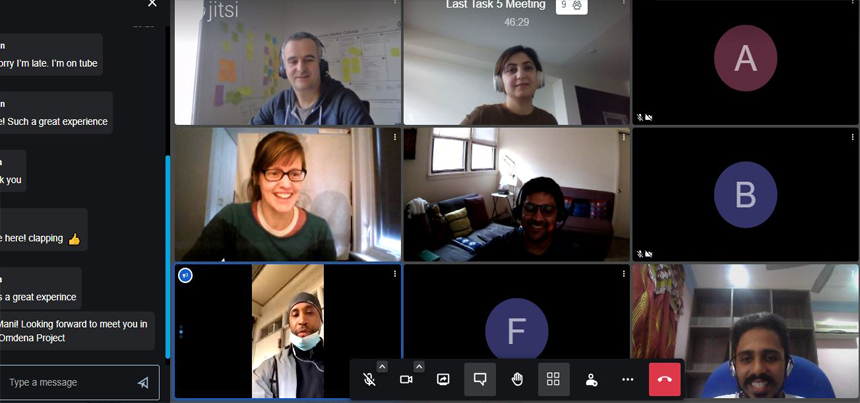 jitsi
Last Task 5 Meeting
9
46:29
n
orry I'm late. I'm on tube
n
e! Such a great experience
n
k you
e here! clapping 👍
n
s a great experince
Mani! Looking forward to meet you in
Omdena Project
Type a message
A
B
F